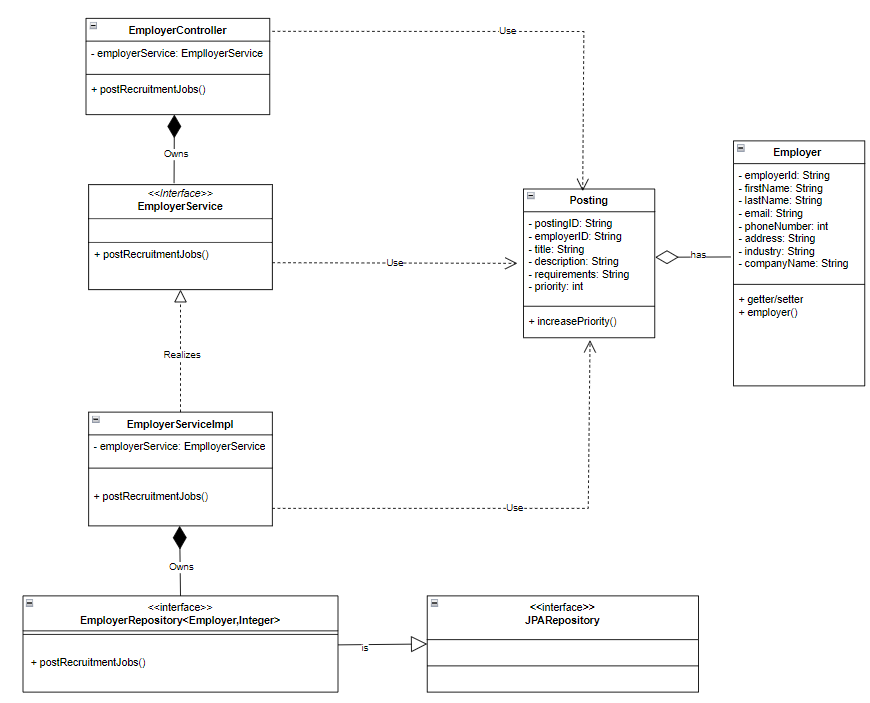 EmployerController
- employerService: EmplloyerService
+ postRecruitmentJobs()
Use
Owns
<<Interface>>
EmployerService
+ postRecruitmentJobs()
Use
Realizes
EmployerServiceImpl
- employerService: EmplloyerService
+ postRecruitmentJobs()
Use
Owns
<<interface>>
EmployerRepository<Employer,Integer>
+ postRecruitmentJobs()
is
<<interface>>
JPARepository
Posting
- postingID: String
- employerID: String
- title: String
- description: String
- requirements: String
- priority: int
+ increasePriority()
has
Employer
- employerId: String
- firstName: String
- lastName: String
- email: String
- phoneNumber: int
- address: String
- industry: String
- companyName: String
+ getter/setter
+ employer()